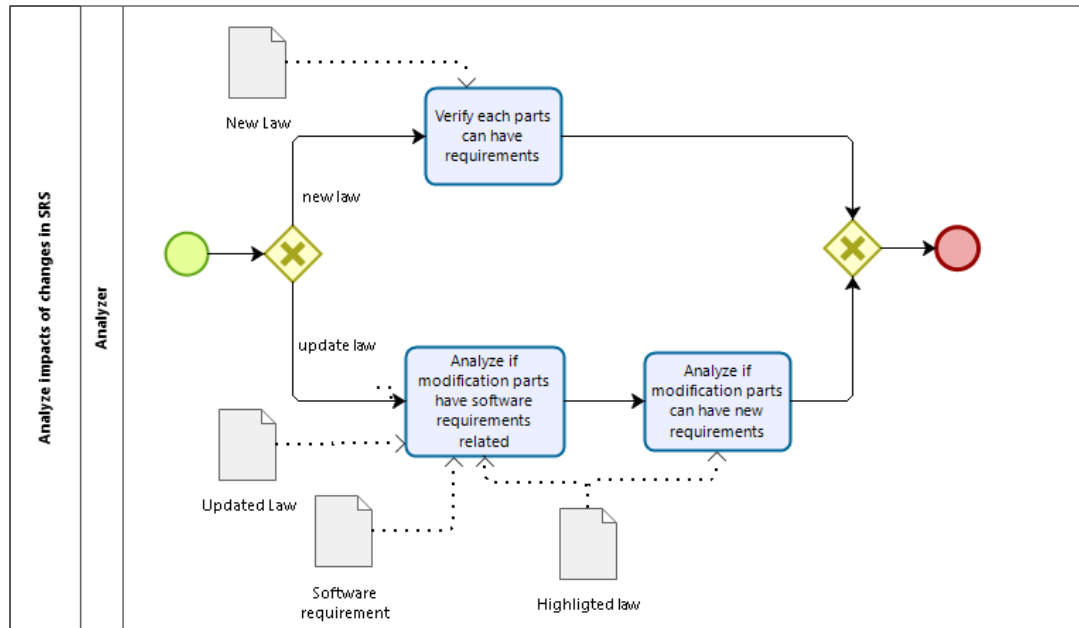 Analyze impacts of changes in SRS
Analyzer
New Law
Verify each parts
can have
requirements
new law
update law
Analyze if
modification parts
have software
requirements
related
Analyze if
modification parts
can have new
requirements
Updated Law
Software
requirement
Highligted law